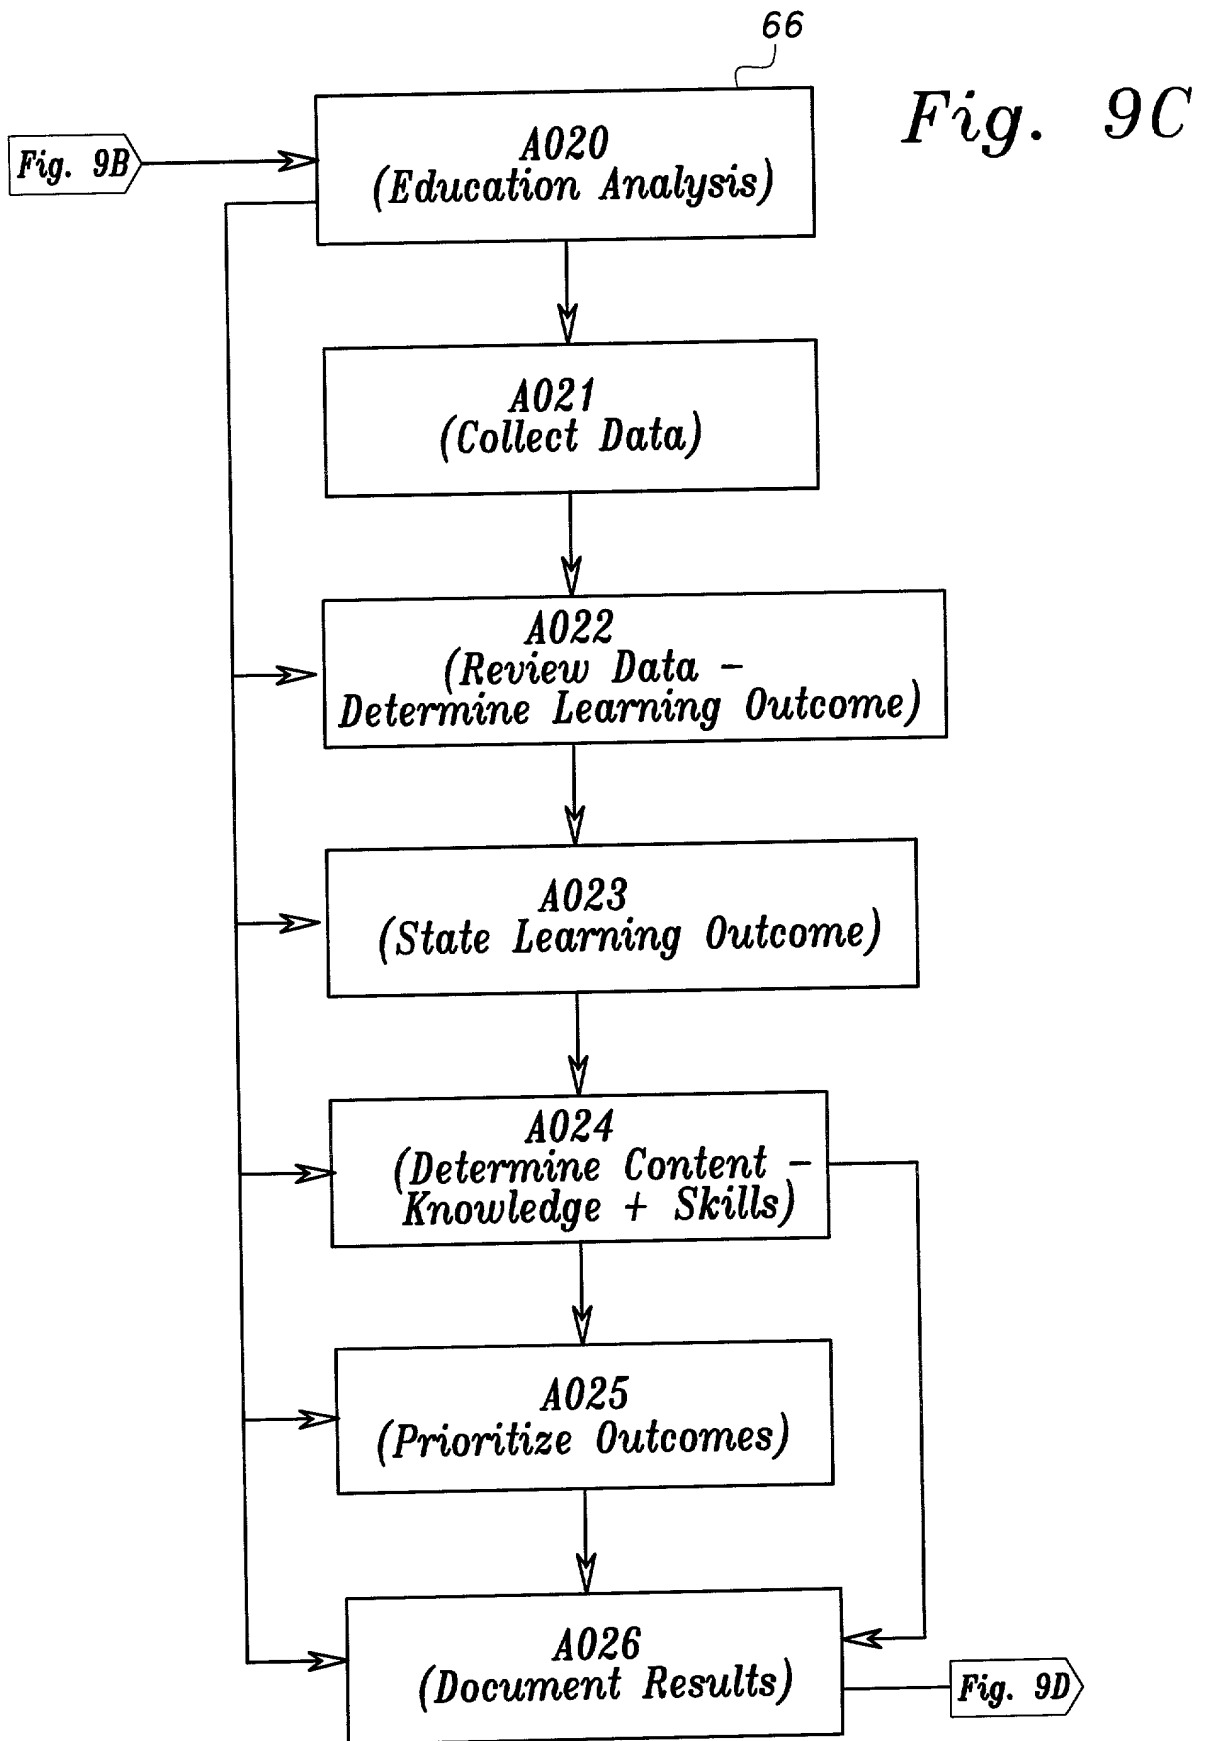 66
Fig. 9C
Fig. 9B
A020
(Education Analysis)
A021
(Collect Data)
A022
(Review Data -
Determine Learning Outcome)
A023
(State Learning Outcome)
A024
(Determine Content -
Knowledge + Skills)
A025
(Prioritize Outcomes)
A026
(Document Results)
Fig. 9D